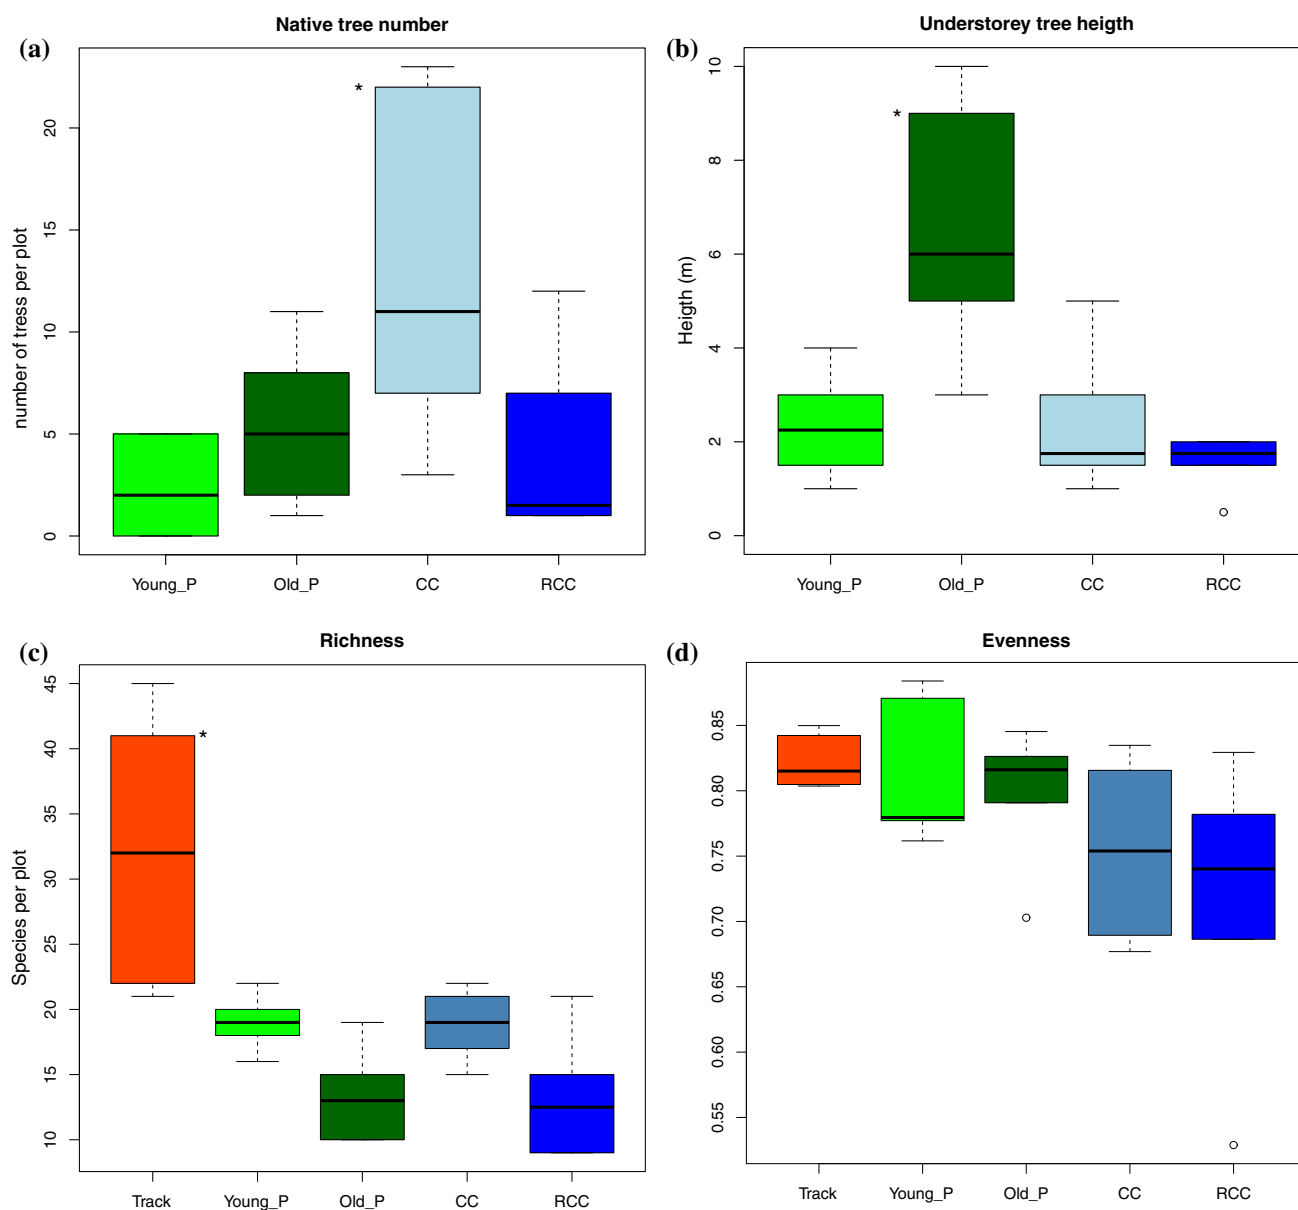 (a)
Native tree number
number of tress per plot
20
15
10
5
0
*
Young_P Old_P CC RCC
(b)
Understorey tree heigth
Heigth (m)
10
8
6
4
2
0
*
Young_P Old_P CC RCC
(c)
Richness
Species per plot
45
40
35
30
25
20
15
10
*
Track Young_P Old_P CC RCC
(d)
Evenness
0.85
0.80
0.75
0.70
0.65
0.60
0.55
Track Young_P Old_P CC RCC